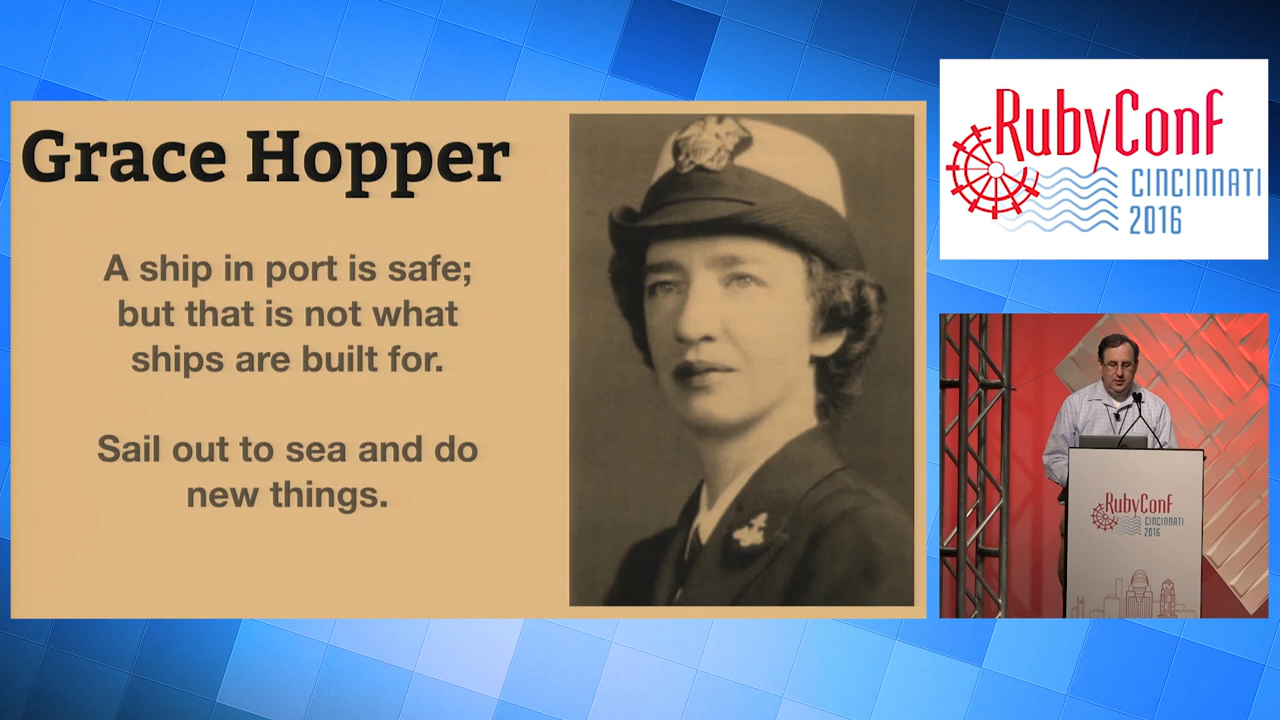 Grace Hopper
A ship in port is safe;
but that is not what
ships are built for.
Sail out to sea and do
new things.
RubyConf
CINCINNATI
2016
RubyConf
CINCINNATI
2016